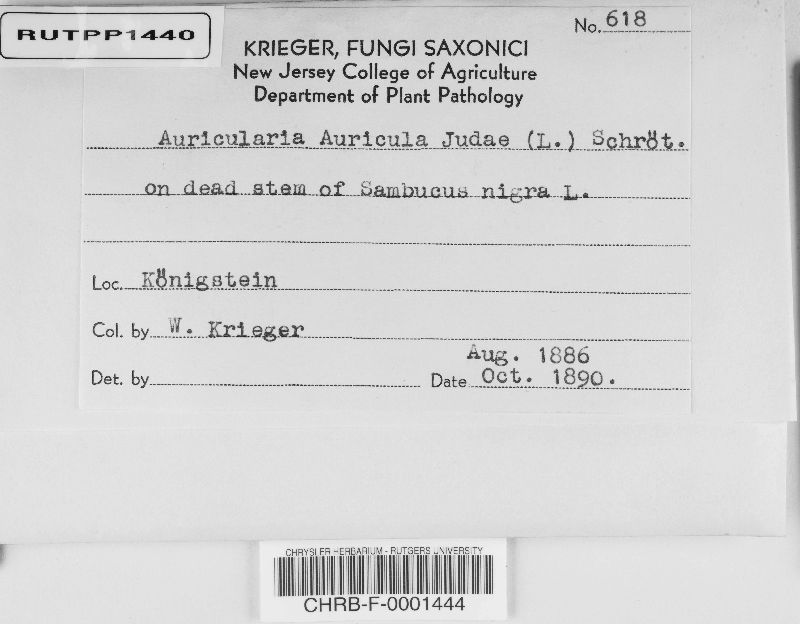 RUTPP1440
No. 618
KRIEGER, FUNGI SAXONICI
New Jersey College of Agriculture
Department of Plant Pathology
Auricularia Auricula Judae (L.) Schröt.
on dead stem of Sambucus nigra L.
Loc. Königstein
Col. by W. Krieger
Aug. 1886
Det. by Date Oct. 1890.
CHRYSLER HERBARIUM - RUTGERS UNIVERSITY
CHRB-F-0001444